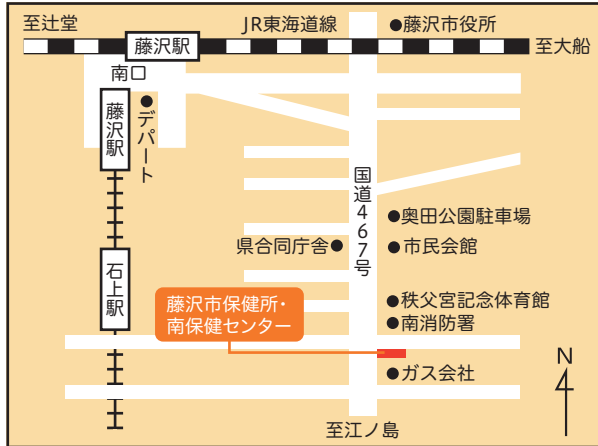 至辻堂
JR東海道線
●藤沢市役所
藤沢駅
至大船
南口
藤沢駅
●デパート
国道467号
●奥田公園駐車場
県合同庁舎●
●市民会館
石上駅
藤沢市保健所・
南保健センター
●秩父宮記念体育館
●南消防署
●ガス会社
N
至江ノ島